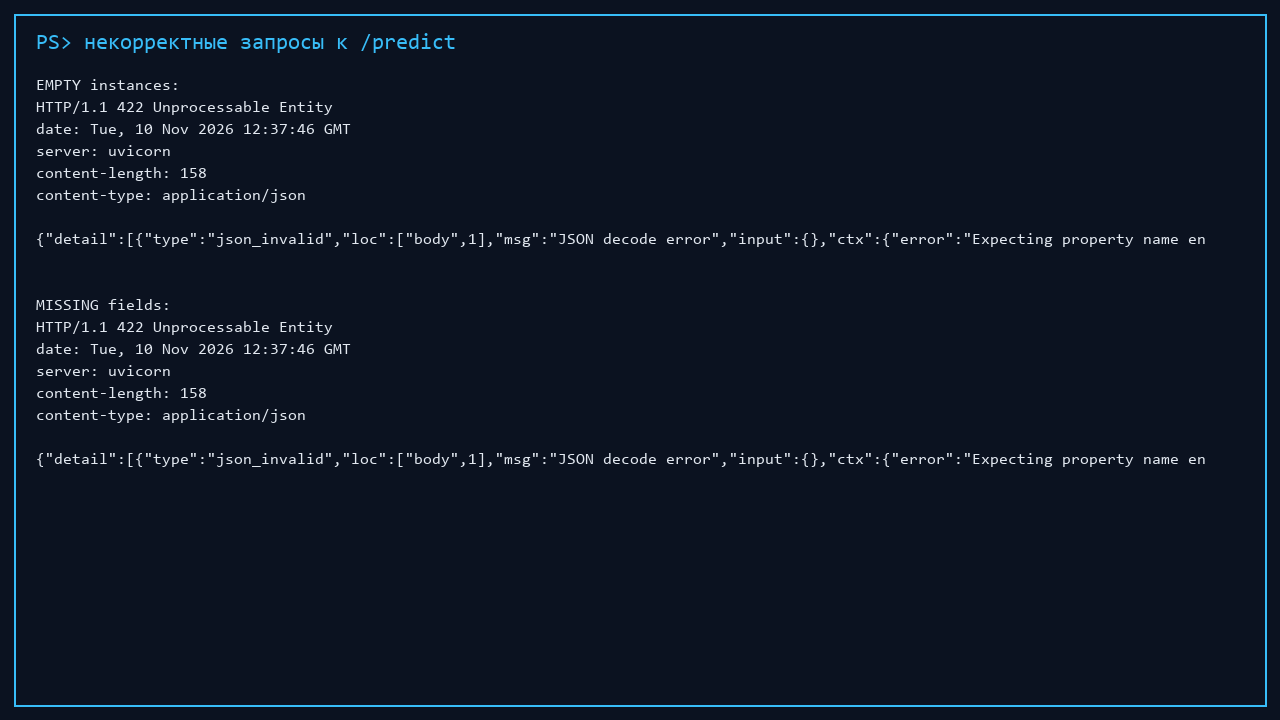 PS> некорректные запросы к /predict
EMPTY instances:
HTTP/1.1 422 Unprocessable Entity
date: Tue, 10 Nov 2026 12:37:46 GMT
server: uvicorn
content-length: 158
content-type: application/json
{"detail":[{"type":"json_invalid","loc":["body",1],"msg":"JSON decode error","input":{},"ctx":{"error":"Expecting property name en
MISSING fields:
HTTP/1.1 422 Unprocessable Entity
date: Tue, 10 Nov 2026 12:37:46 GMT
server: uvicorn
content-length: 158
content-type: application/json
{"detail":[{"type":"json_invalid","loc":["body",1],"msg":"JSON decode error","input":{},"ctx":{"error":"Expecting property name en